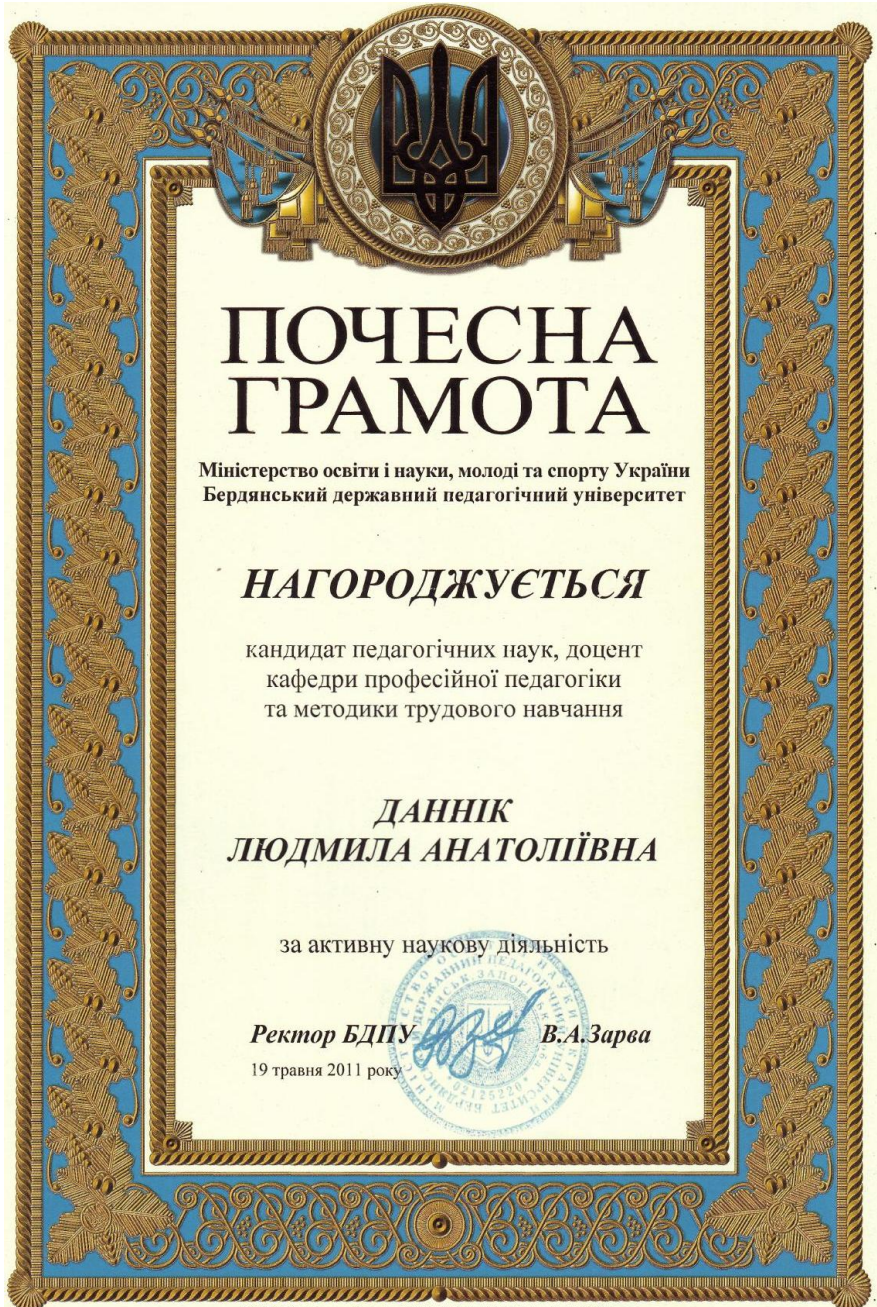 ПОЧЕСНА
ГРАМОТА
Міністерство освіти і науки, молоді та спорту України
Бердянський державний педагогічний університет
НАГОРОДЖУЄТЬСЯ
кандидат педагогічних наук, доцент
кафедри професійної педагогіки
та методики трудового навчання
ДАННІК
ЛЮДМИЛА АНАТОЛІЇВНА
за активну наукову діяльність
Ректор БДПУ В.А.Зарва
19 травня 2011 року
02125220